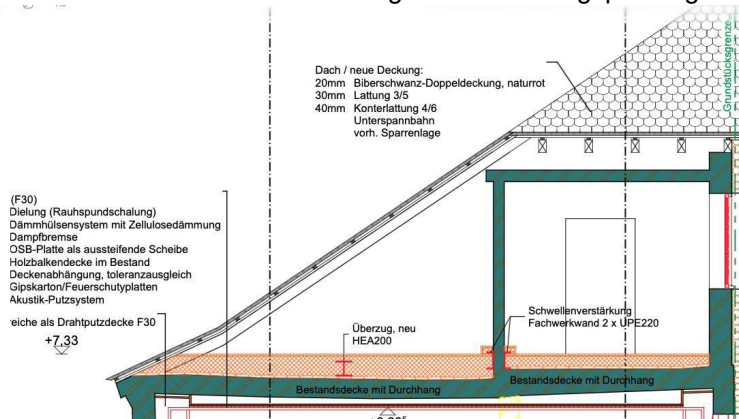 Dach / neue Deckung:
20mm Biberschwanz-Doppeldeckung, naturrot
30mm Lattung 3/5
40mm Konterlattung 4/6
Unterspannbahn
vorh. Sparrenlage
Grundstücksgrenze
(F30)
Dielung (Rauhspundschalung)
Dämmhülsensystem mit Zellulosedämmung
Dampfbremse
OSB-Platte als aussteifende Scheibe
Holzbalkendecke im Bestand
Deckenabhängung, toleranzausgleich
Gipskarton/Feuerschutyplatten
Akustik-Putzsystem
eiche als Drahtputzdecke F30
+7.33
Überzug, neu
HEA200
Schwellenverstärkung
Fachwerkwand 2 x UPE220
Bestandsdecke mit Durchhang
Bestandsdecke mit Durchhang